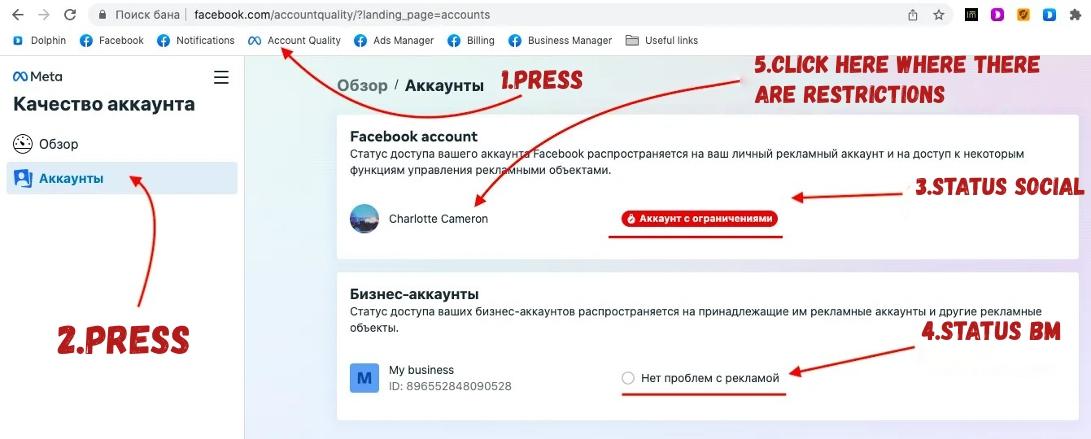 Поиск бана | facebook.com/accountquality/?landing_page=accounts
Dolphin Facebook Notifications Account Quality Ads Manager Billing Business Manager Useful links
Meta
Качество аккаунта
Обзор
Аккаунты
2.PRESS
Обзор / Аккаунты
1.PRESS
5.CLICK HERE WHERE THERE
ARE RESTRICTIONS
Facebook account
Статус доступа вашего аккаунта Facebook распространяется на ваш личный рекламный аккаунт и на доступ к некоторым
функциям управления рекламными объектами.
3.STATUS SOCIAL
Charlotte Cameron
Аккаунт с ограничениями
Бизнес-аккаунты
Статус доступа ваших бизнес-аккаунтов распространяется на принадлежащие им рекламные аккаунты и другие рекламные
объекты.
4.STATUS BM
M
My business
ID: 896552848090528
Нет проблем с рекламой